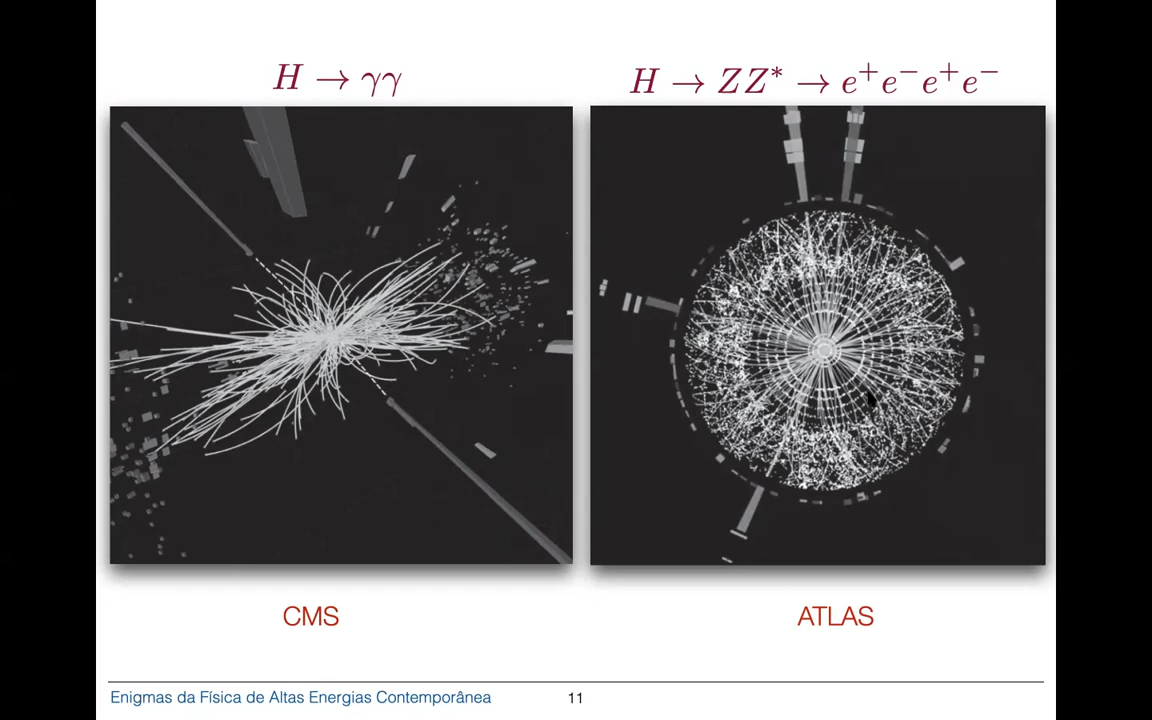 H → γγ
H → ZZ* → e⁺e⁻e⁺e⁻
CMS
ATLAS
Enigmas da Física de Altas Energias Contemporânea
11